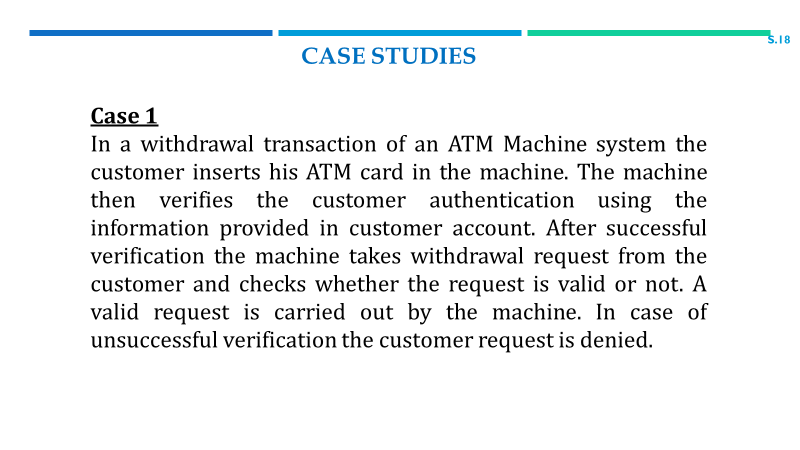 S.18
CASE STUDIES
Case 1
In a withdrawal transaction of an ATM Machine system the
customer inserts his ATM card in the machine. The machine
then verifies the customer authentication using the
information provided in customer account. After successful
verification the machine takes withdrawal request from the
customer and checks whether the request is valid or not. A
valid request is carried out by the machine. In case of
unsuccessful verification the customer request is denied.